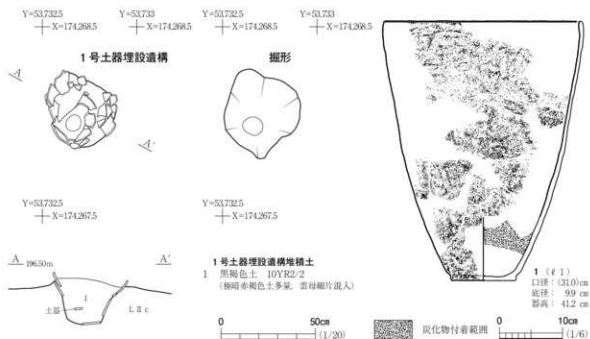 Y=53,732.5
X=174,268.5
Y=53,733
X=174,268.5
Y=53,732.5
X=174,268.5
Y=53,733
X=174,268.5
1号土器埋設遺構
掘形
A
A′
Y=53,732.5
X=174,267.5
Y=53,732.5
X=174,267.5
A 196.50m A′
1
土器
LⅡc
1号土器埋設遺構堆積土
1 黒褐色土 10YR2/2
(極暗赤褐色土多量，雲母細片混入)
0 50cm
(1/20)
炭化物付着範囲
1 (ℓ1)
口径：(31.0)cm
底径： 9.9 cm
器高： 41.2 cm
0 10cm
(1/6)